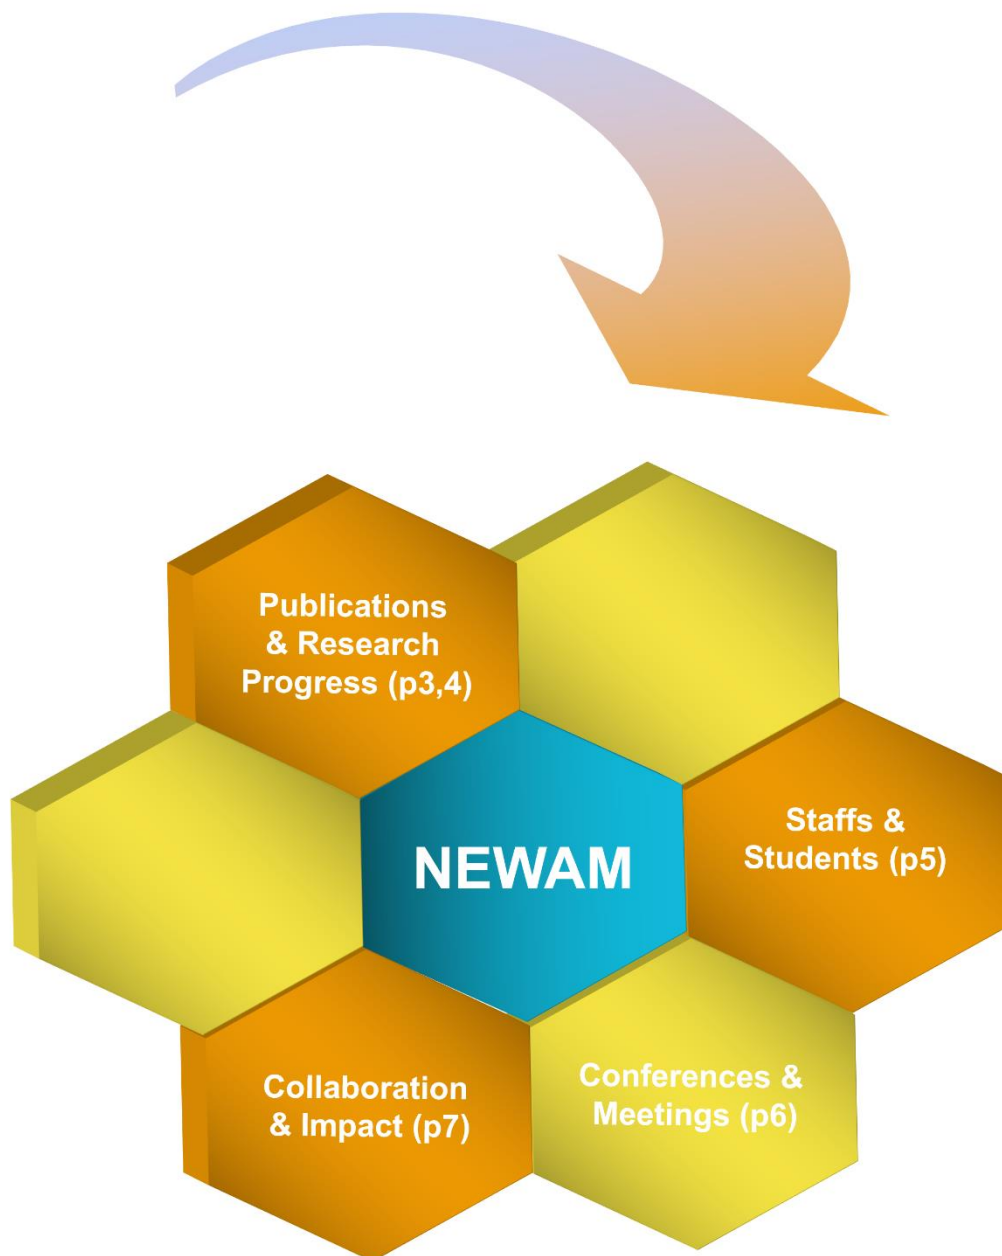 Publications
& Research
Progress (p3,4)
NEWAM
Staffs &
Students (p5)
Conferences &
Meetings (p6)
Collaboration
& Impact (p7)